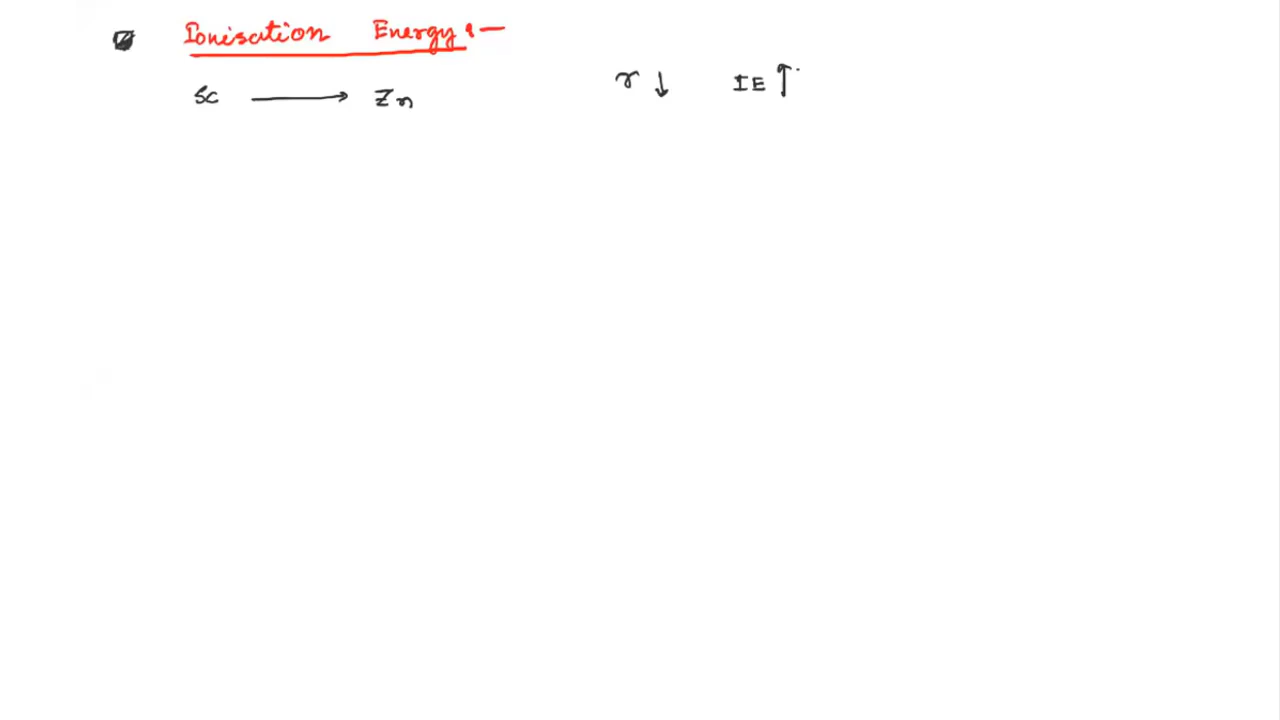 Ionisation Energy :-
Sc ⟶ Zn r ↓ IE ↑